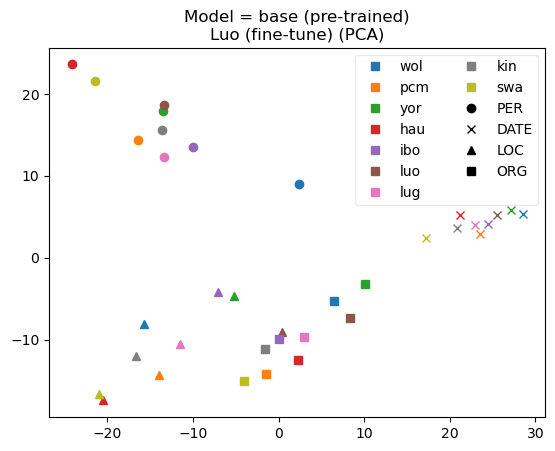 Model = base (pre-trained)
Luo (fine-tune) (PCA)
wol
pcm
yor
hau
ibo
luo
lug
kin
swa
PER
DATE
LOC
ORG
20
10
0
−10
−20
−10
0
10
20
30